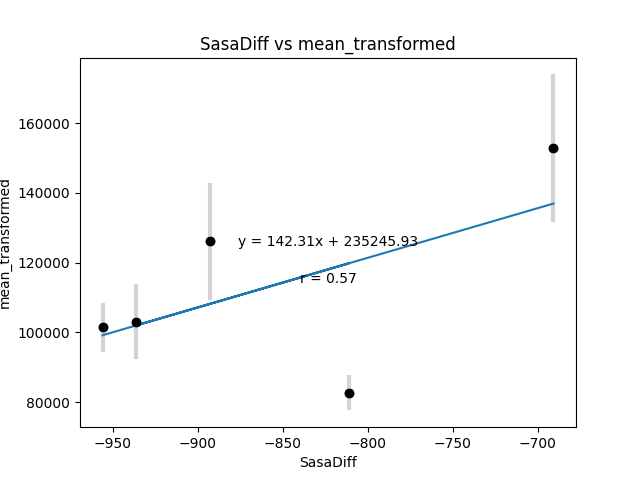 SasaDiff vs mean_transformed
mean_transformed
160000
140000
120000
100000
80000
y = 142.31x + 235245.93
r = 0.57
−950
−900
−850
−800
−750
−700
SasaDiff